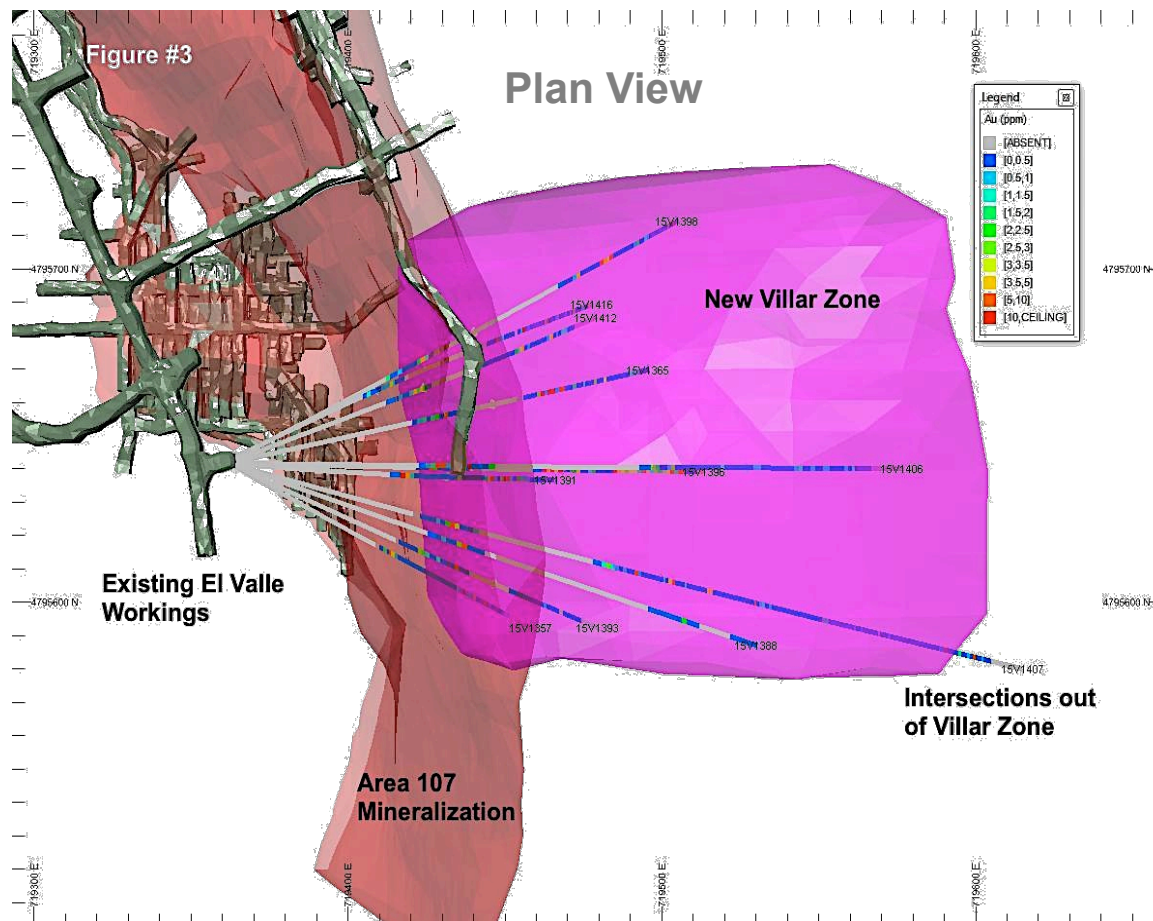 719300 E
719400 E
719500 E
719600 E
Figure #3
Plan View
Legend
Au (ppm)
[ABSENT]
[0,0.5]
[0.5,1]
[1,1.5]
[1.5,2]
[2,2.5]
[2.5,3]
[3,3.5]
[3.5,5]
[5,10]
[10,CEILING]
15V1398
4795700 N
4795700 N
New Villar Zone
15V1416
15V1412
15V1365
15V1406
15V1396
15V1391
Existing El Valle
Workings
4795600 N
4795600 N
15V1357
15V1393
15V1388
15V1407
Intersections out
of Villar Zone
Area 107
Mineralization
719300 E
719400 E
719500 E
719600 E